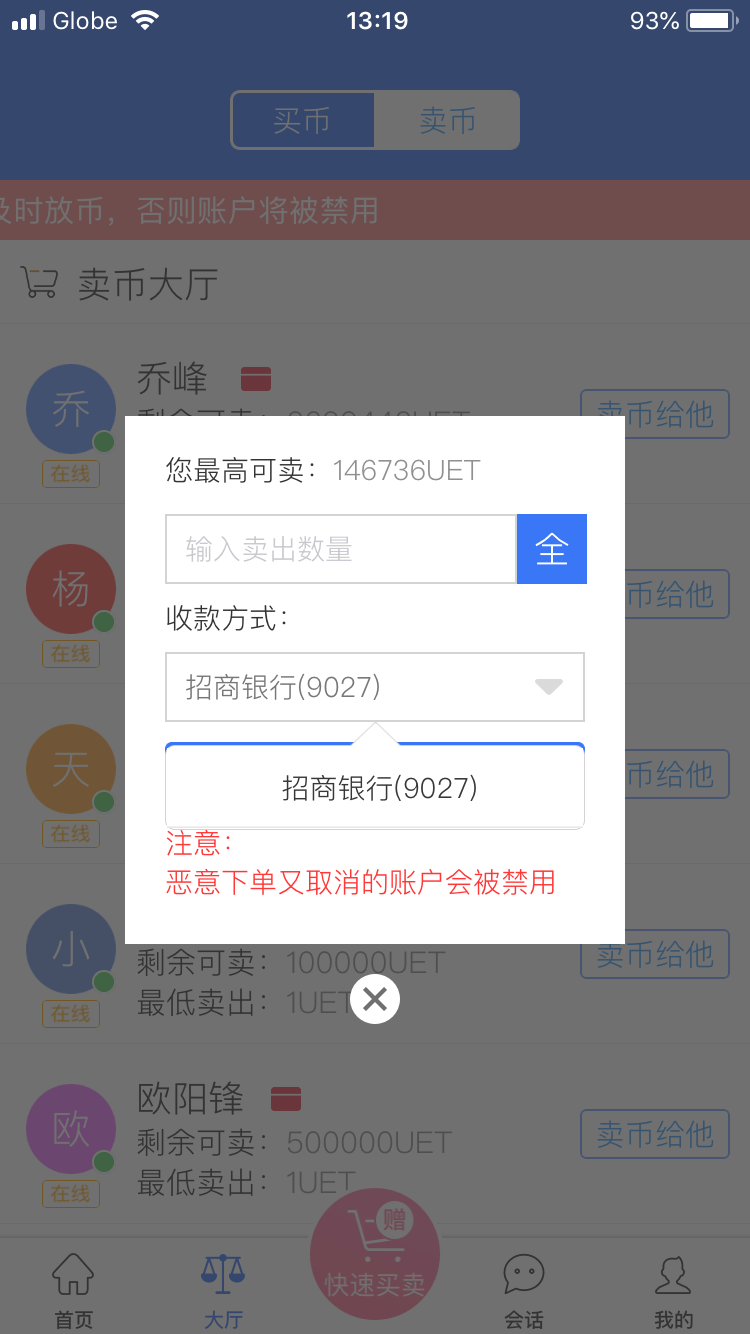 Globe 13:19 93%
买币 卖币
及时放币，否则账户将被禁用
卖币大厅
乔
乔峰
在线
卖币给他
您最高可卖：146736UET
输入卖出数量 全
杨
在线
币给他
收款方式：
招商银行(9027)
天
在线
币给他
招商银行(9027)
注意：
恶意下单又取消的账户会被禁用
小
在线
剩余可卖：100000UET
卖币给他
最低卖出：1UET
欧
在线
欧阳锋
剩余可卖：500000UET
卖币给他
最低卖出：1UET
赠
快速买卖
首页 大厅 会话 我的